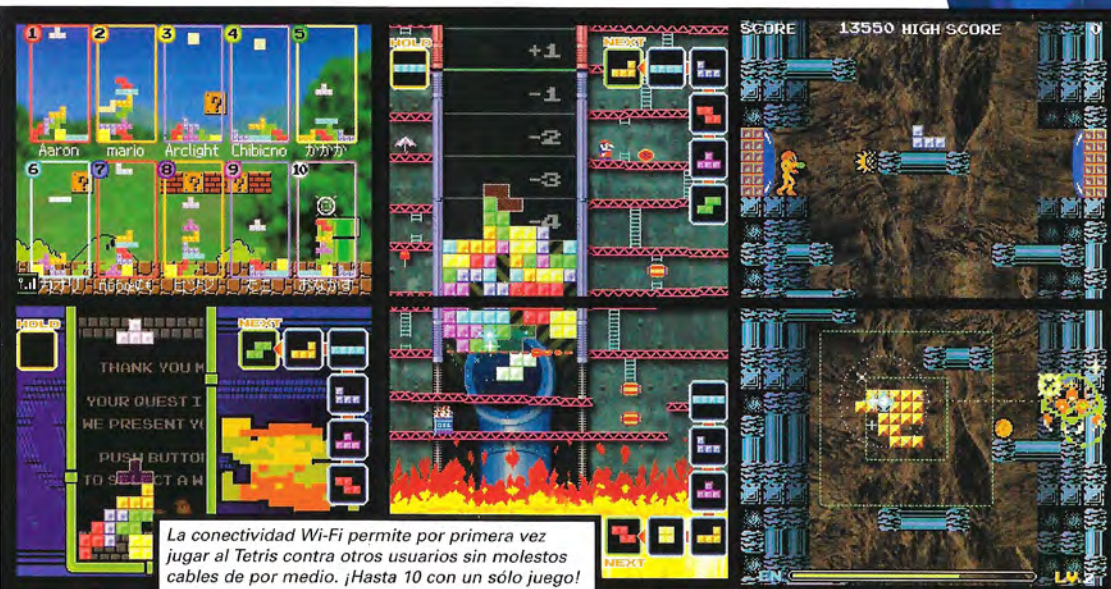 1 2 3 4 5
Aaron mario Arclight Chibicno かかか
6 7 8 9 10
HOLD
NEXT
THANK YOU M
YOUR QUEST I
WE PRESENT Y
PUSH BUTTO
TO SELECT A W
HOLD
NEXT
+1
-1
-2
-3
-4
OIL
NEXT
SCORE 13550 HIGH SCORE 0
EN LV.
La conectividad Wi-Fi permite por primera vez
jugar al Tetris contra otros usuarios sin molestos
cables de por medio. ¡Hasta 10 con un sólo juego!